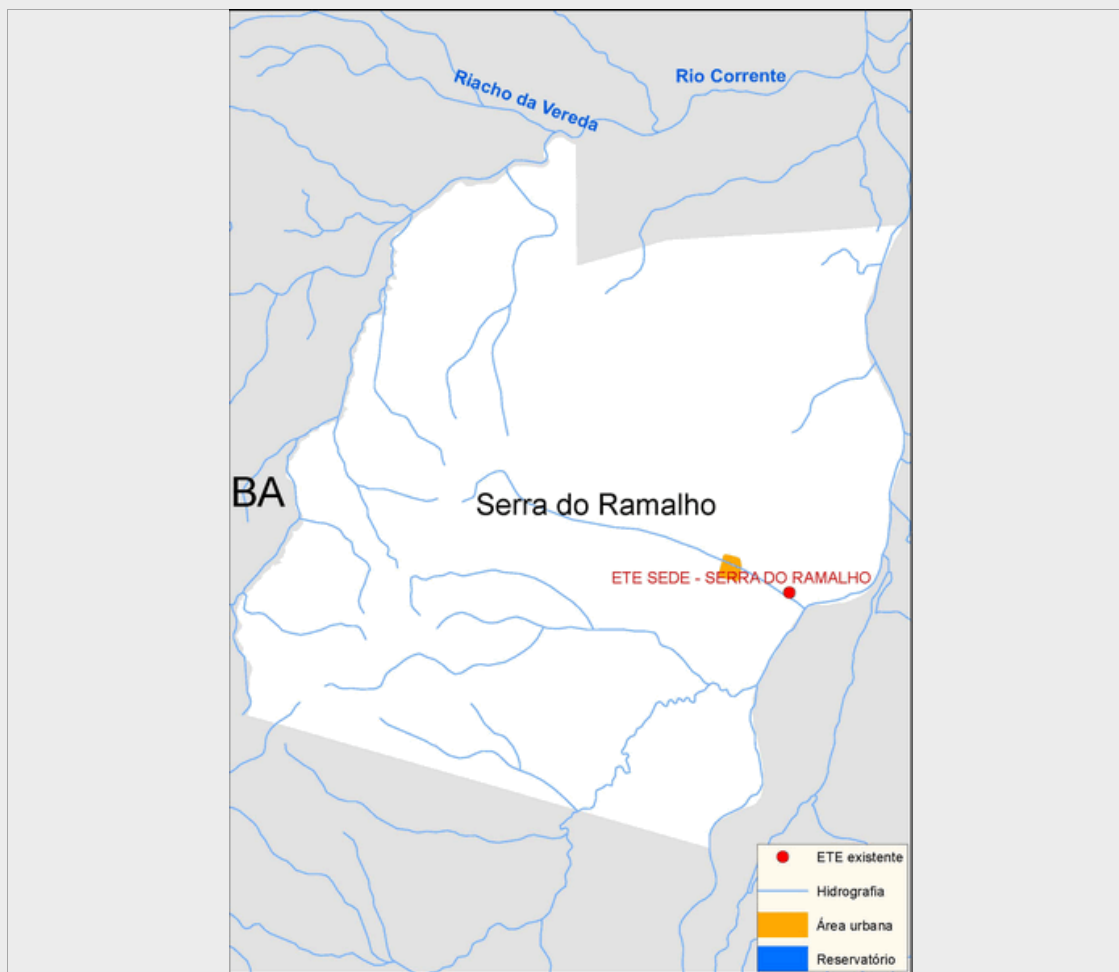 Riacho da Vereda
Rio Corrente
BA
Serra do Ramalho
ETE SEDE - SERRA DO RAMALHO
ETE existente
Hidrografia
Área urbana
Reservatório